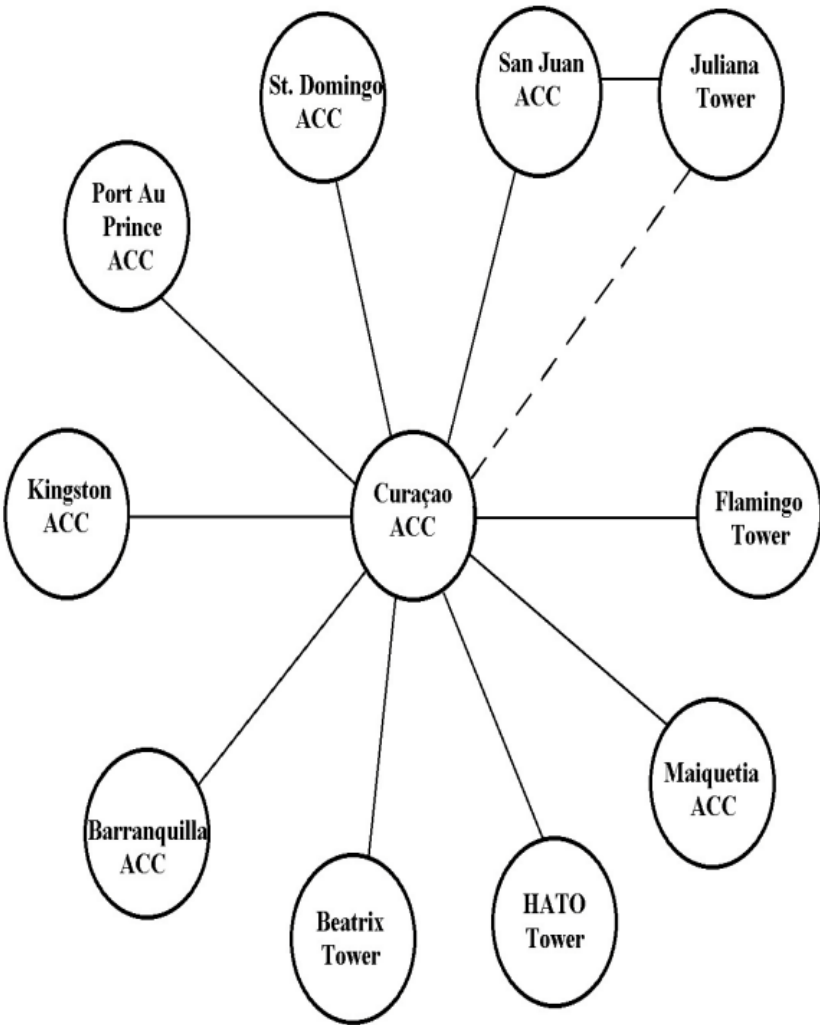 St. Domingo
ACC
San Juan
ACC
Juliana
Tower
Port Au
Prince
ACC
Kingston
ACC
Curaçao
ACC
Flamingo
Tower
Maiquetia
ACC
Barranquilla
ACC
Beatrix
Tower
HATO
Tower